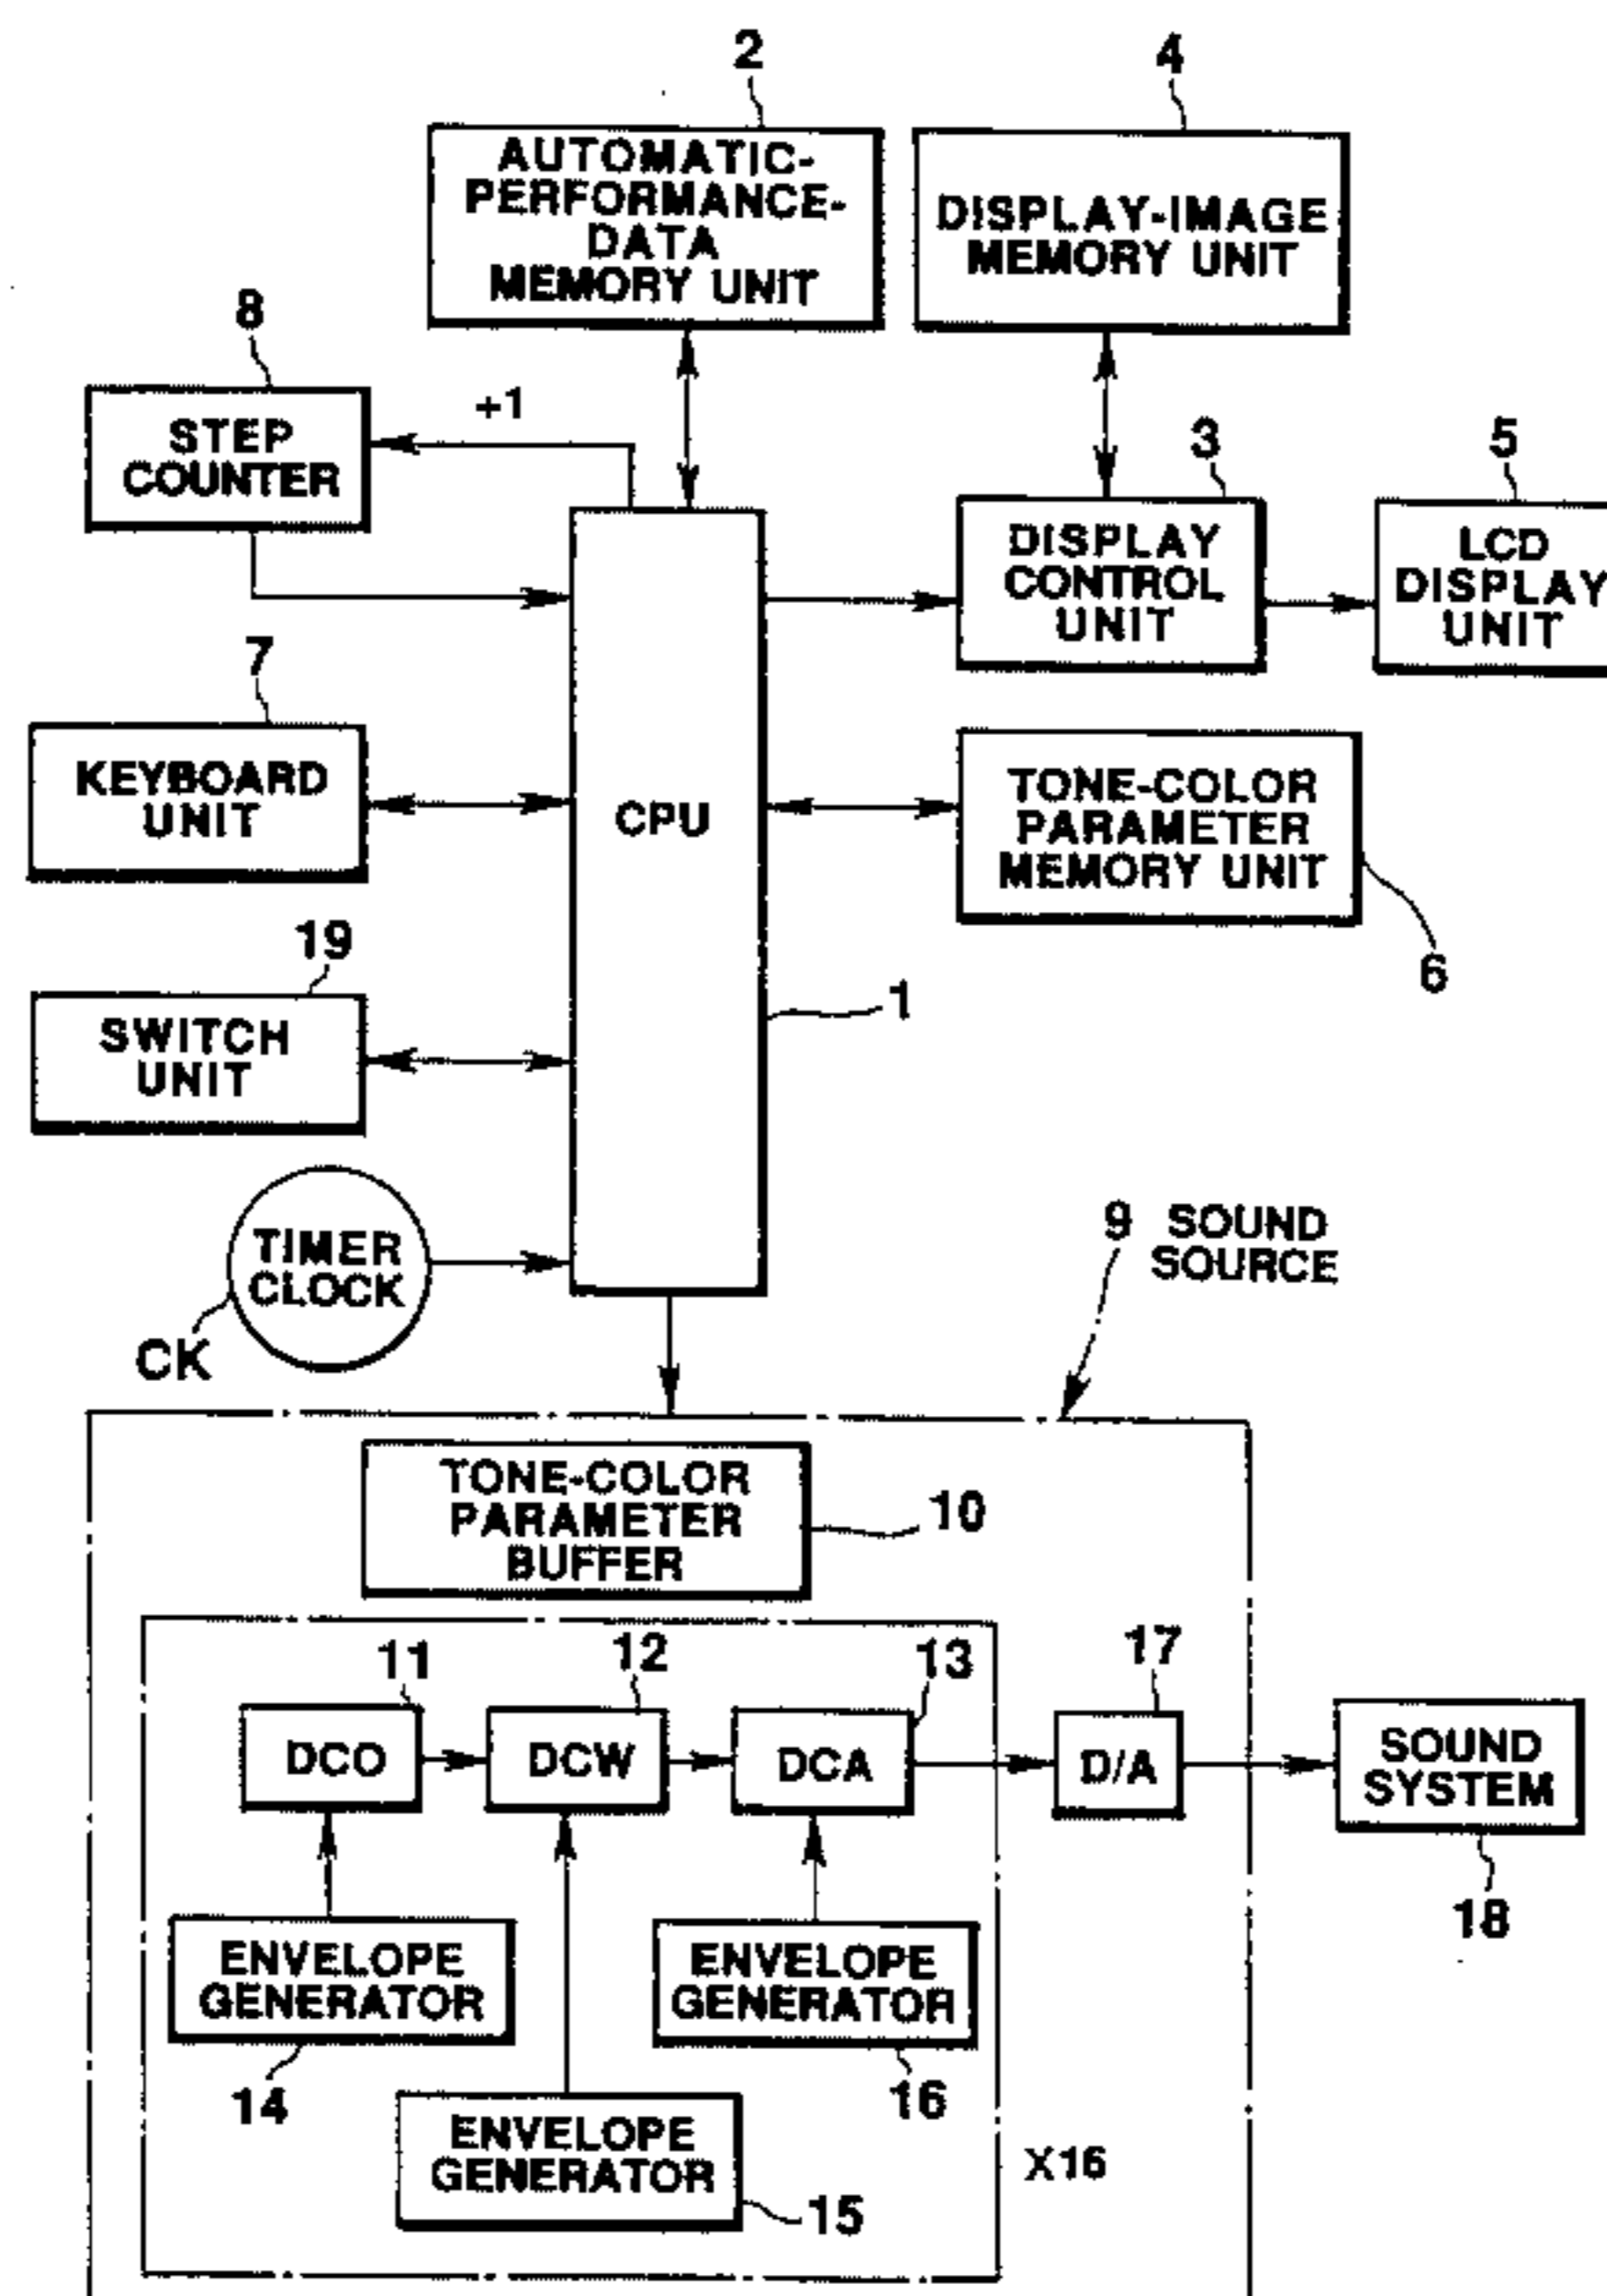 2
4
AUTOMATIC-
PERFORMANCE-
DATA
MEMORY UNIT
DISPLAY-IMAGE
MEMORY UNIT
8
STEP
COUNTER
+1
3
5
DISPLAY
CONTROL
UNIT
LCD
DISPLAY
UNIT
7
KEYBOARD
UNIT
CPU
TONE-COLOR
PARAMETER
MEMORY UNIT
6
19
SWITCH
UNIT
1
TIMER
CLOCK
CK
9 SOUND
SOURCE
TONE-COLOR
PARAMETER
BUFFER
10
11
12
13
17
DCO
DCW
DCA
D/A
SOUND
SYSTEM
18
ENVELOPE
GENERATOR
14
ENVELOPE
GENERATOR
16
ENVELOPE
GENERATOR
15
X16